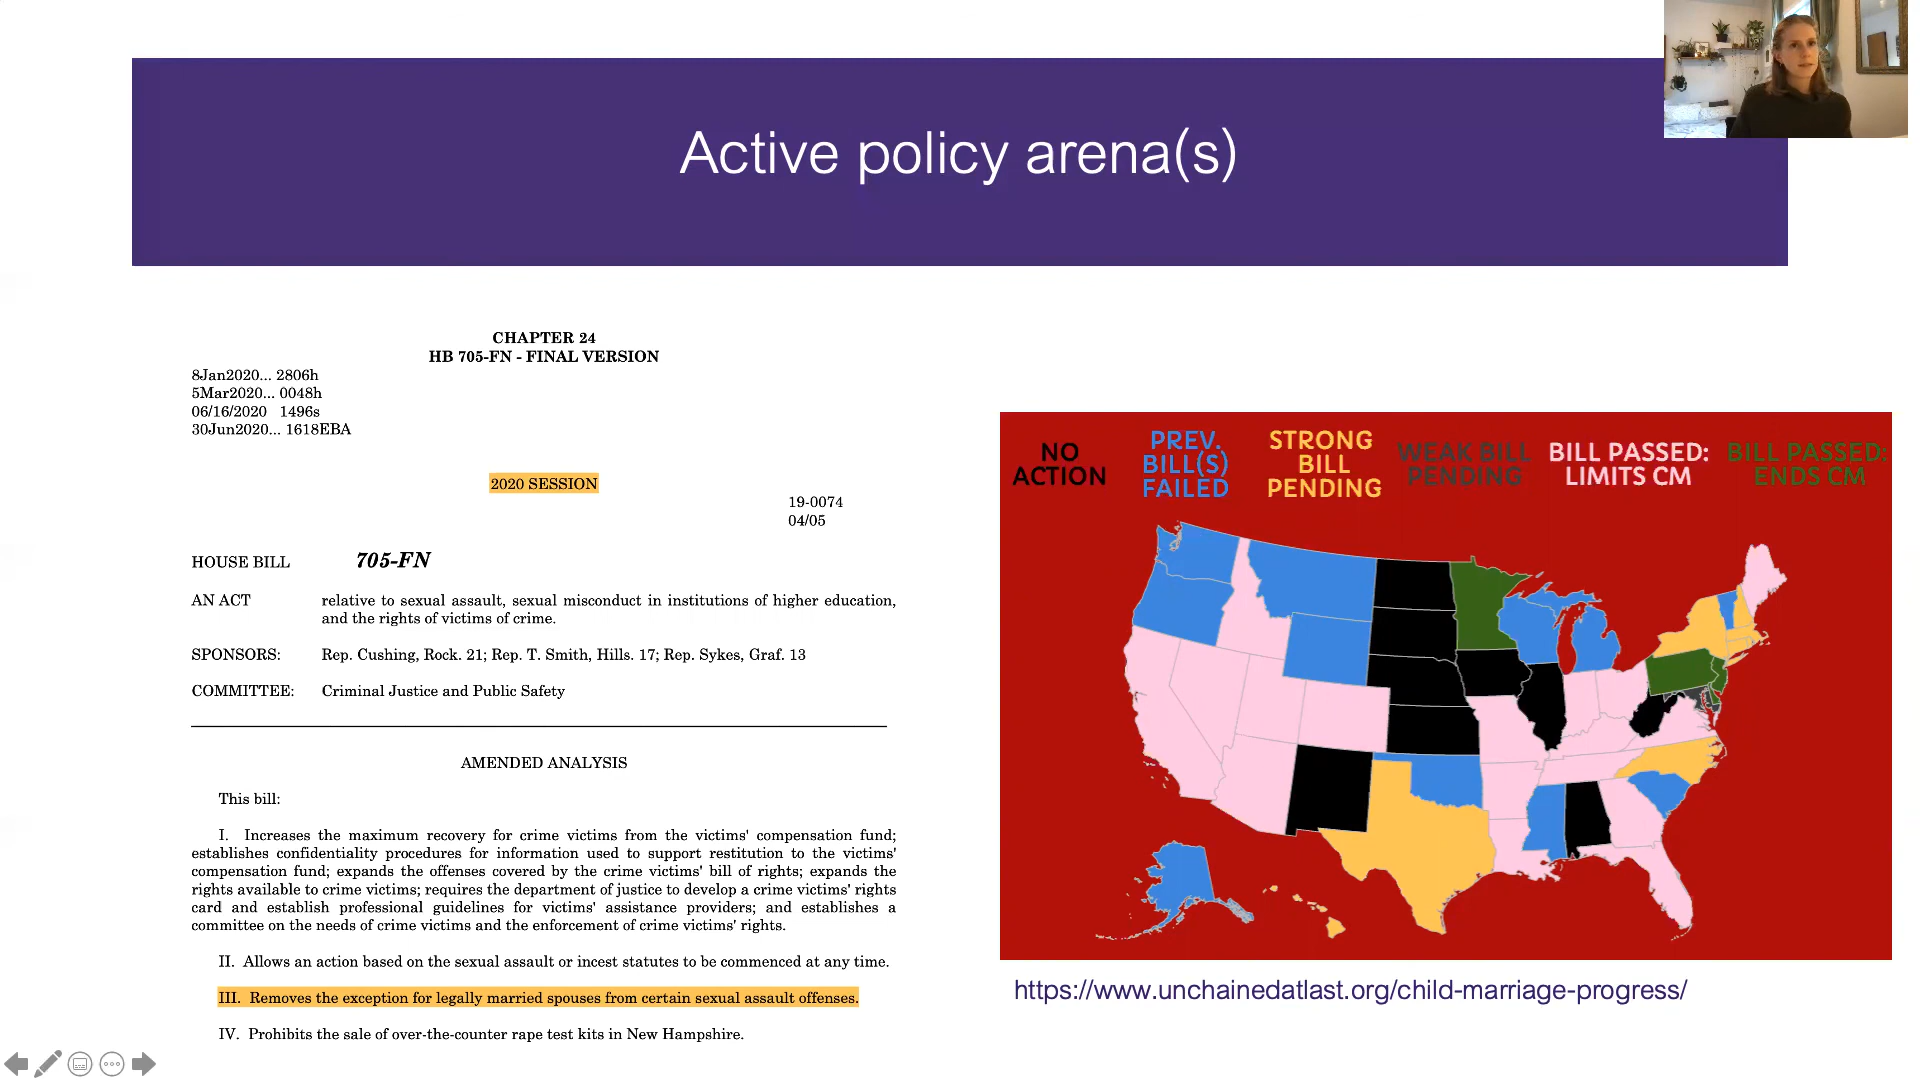 Active policy arena(s)
CHAPTER 24
HB 705-FN - FINAL VERSION
8Jan2020... 2806h
5Mar2020... 0048h
06/16/2020 1496s
30Jun2020... 1618EBA
2020 SESSION
19-0074
04/05
HOUSE BILL 705-FN
AN ACT relative to sexual assault, sexual misconduct in institutions of higher education,
and the rights of victims of crime.
SPONSORS: Rep. Cushing, Rock. 21; Rep. T. Smith, Hills. 17; Rep. Sykes, Graf. 13
COMMITTEE: Criminal Justice and Public Safety
AMENDED ANALYSIS
This bill:
I. Increases the maximum recovery for crime victims from the victims' compensation fund;
establishes confidentiality procedures for information used to support restitution to the victims'
compensation fund; expands the offenses covered by the crime victims' bill of rights; expands the
rights available to crime victims; requires the department of justice to develop a crime victims' rights
card and establish professional guidelines for victims' assistance providers; and establishes a
committee on the needs of crime victims and the enforcement of crime victims' rights.
II. Allows an action based on the sexual assault or incest statutes to be commenced at any time.
III. Removes the exception for legally married spouses from certain sexual assault offenses.
IV. Prohibits the sale of over-the-counter rape test kits in New Hampshire.
NO
ACTION
PREV.
BILL(S)
FAILED
STRONG
BILL
PENDING
WEAK BILL
PENDING
BILL PASSED:
LIMITS CM
BILL PASSED:
ENDS CM
https://www.unchainedatlast.org/child-marriage-progress/